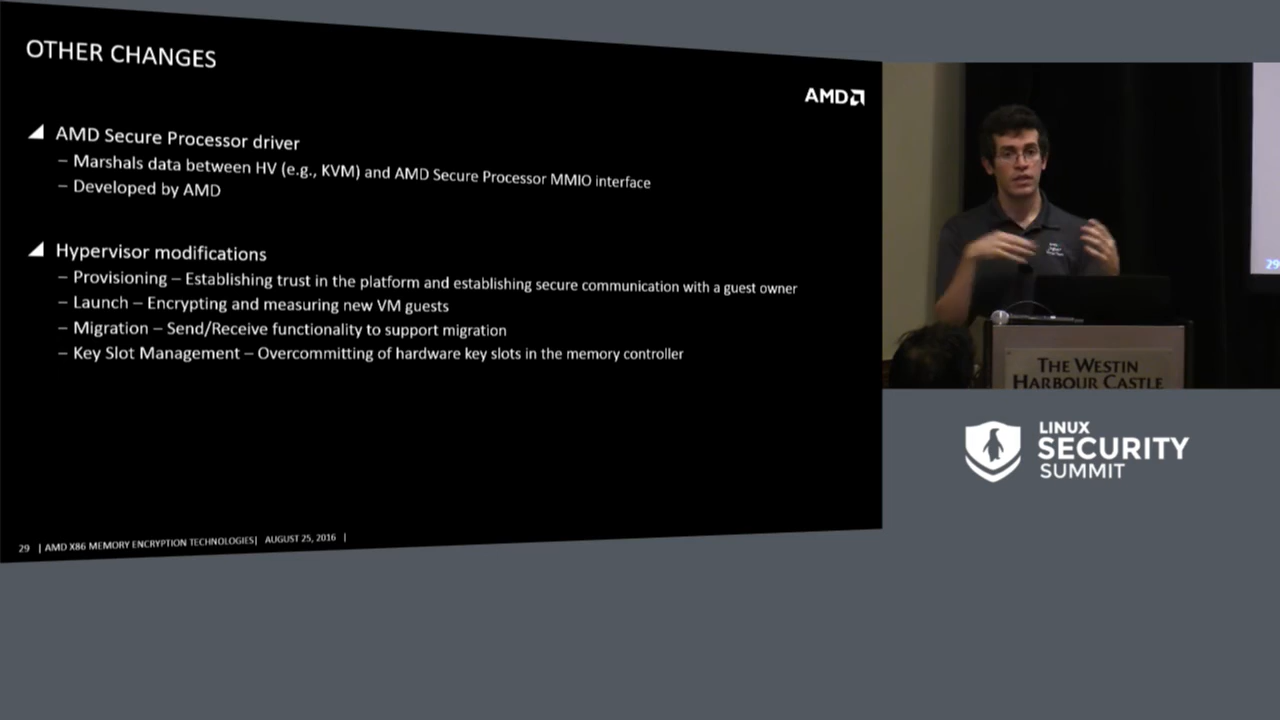 OTHER CHANGES
AMD
AMD Secure Processor driver
– Marshals data between HV (e.g., KVM) and AMD Secure Processor MMIO interface
– Developed by AMD
Hypervisor modifications
– Provisioning – Establishing trust in the platform and establishing secure communication with a guest owner
– Launch – Encrypting and measuring new VM guests
– Migration – Send/Receive functionality to support migration
– Key Slot Management – Overcommitting of hardware key slots in the memory controller
29 | AMD X86 MEMORY ENCRYPTION TECHNOLOGIES| AUGUST 25, 2016 |
29
THE WESTIN
HARBOUR CASTLE
LINUX
SECURITY
SUMMIT